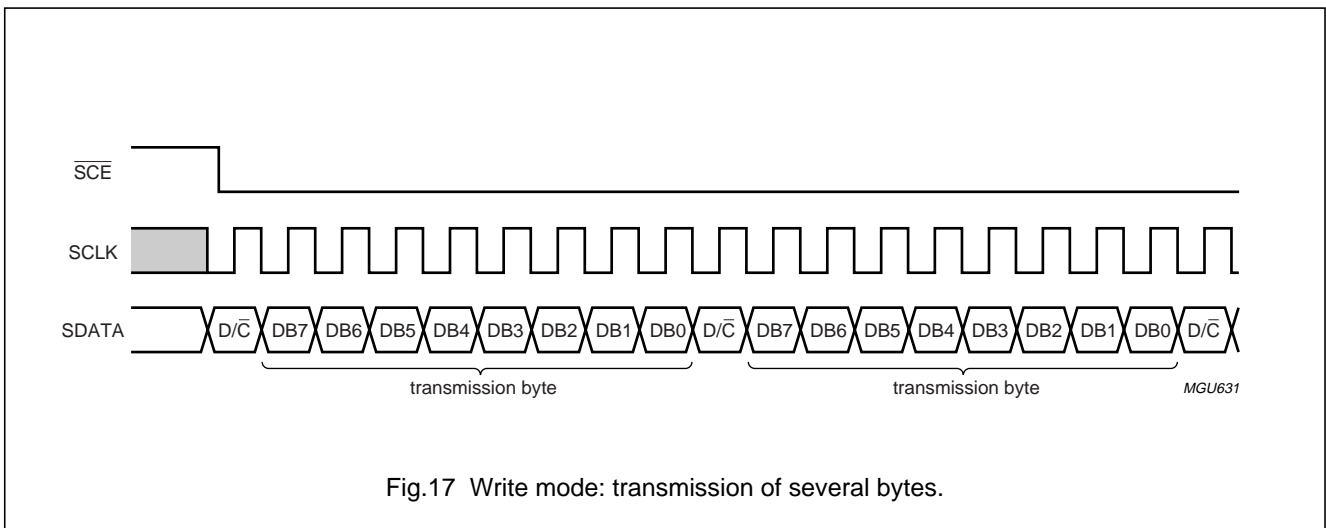 SCE
SCLK
SDATA D/C DB7 DB6 DB5 DB4 DB3 DB2 DB1 DB0 D/C DB7 DB6 DB5 DB4 DB3 DB2 DB1 DB0 D/C
transmission byte transmission byte MGU631
Fig.17 Write mode: transmission of several bytes.